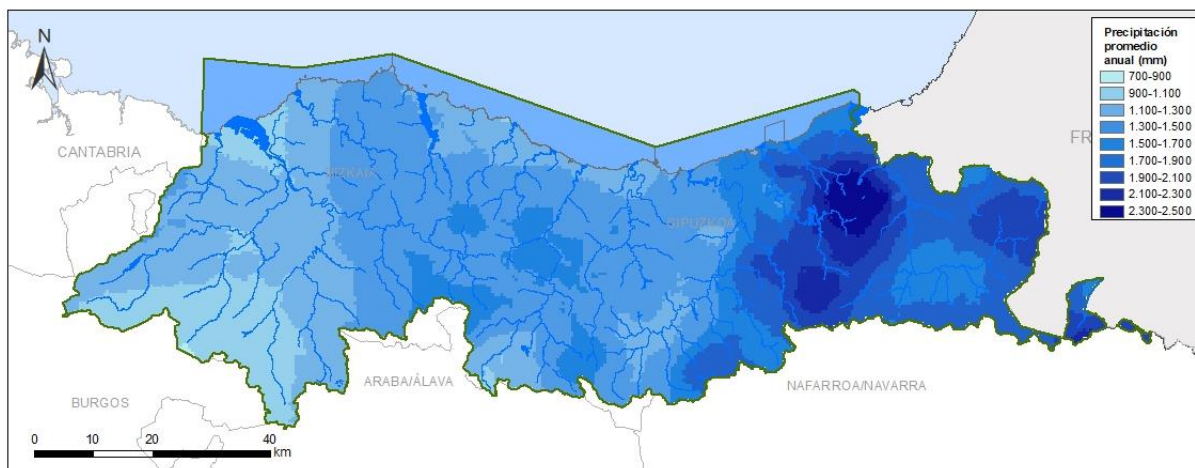 N
Precipitación
promedio
anual (mm)
700-900
900-1.100
1.100-1.300
1.300-1.500
1.500-1.700
1.700-1.900
1.900-2.100
2.100-2.300
2.300-2.500
CANTABRIA
FR
GIPUZKOA
ARABA/ÁLAVA
NAFARROA/NAVARRA
BURGOS
0 10 20 40
km